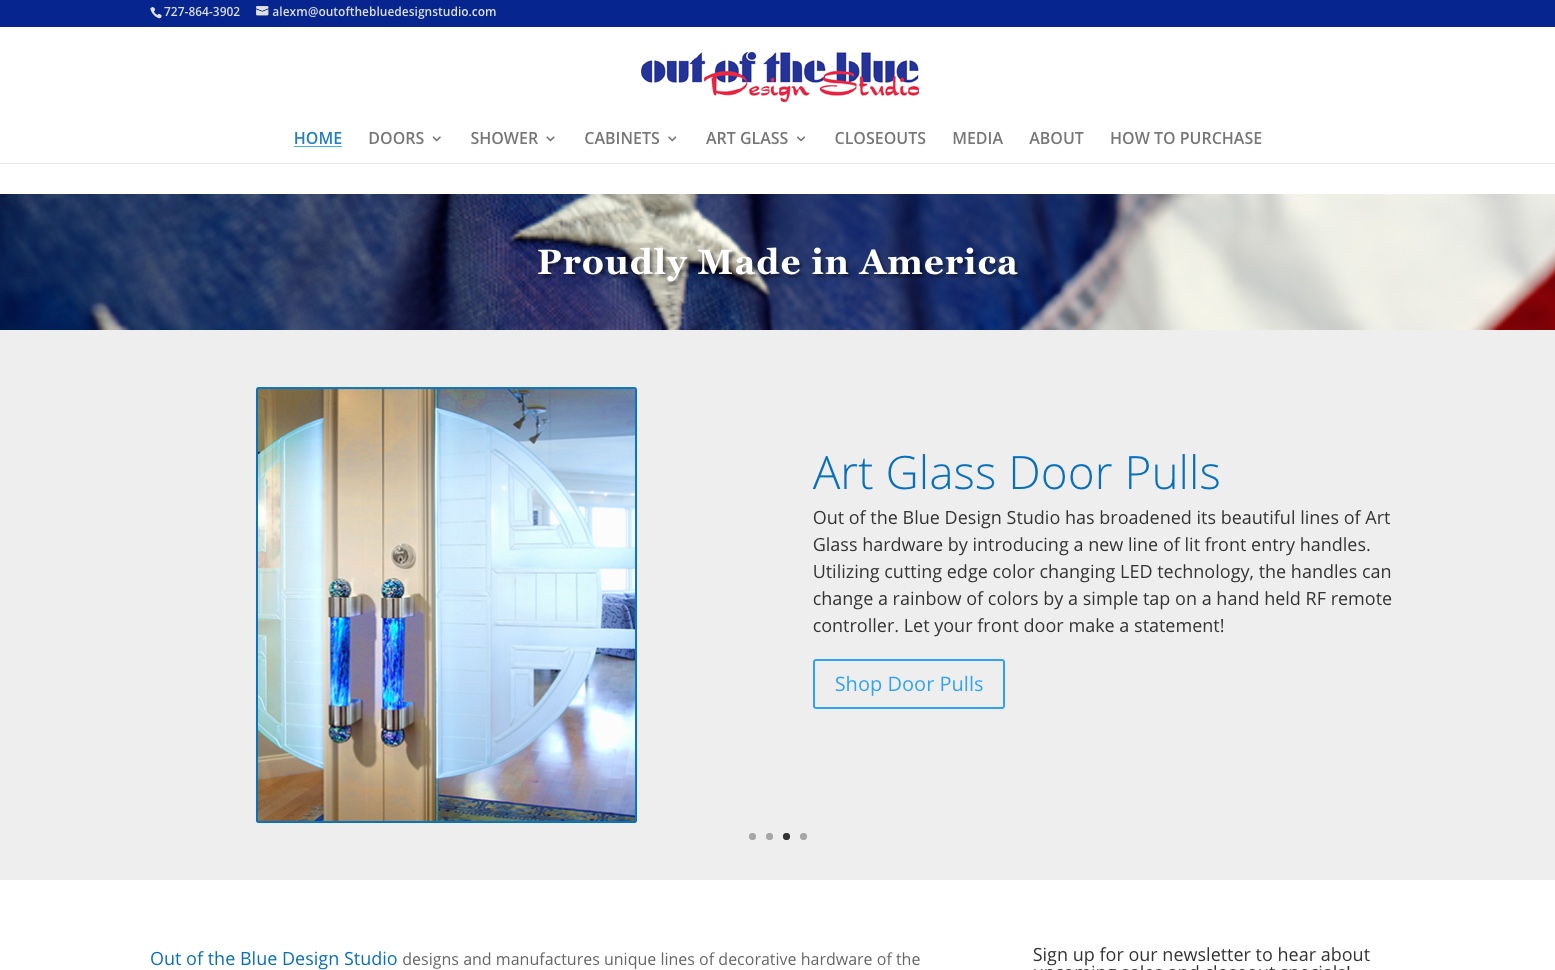 727-864-3902 alexm@outofthebluedesignstudio.com
out of the blue
Design Studio
HOME DOORS SHOWER CABINETS ART GLASS CLOSEOUTS MEDIA ABOUT HOW TO PURCHASE
Proudly Made in America
Art Glass Door Pulls
Out of the Blue Design Studio has broadened its beautiful lines of Art
Glass hardware by introducing a new line of lit front entry handles.
Utilizing cutting edge color changing LED technology, the handles can
change a rainbow of colors by a simple tap on a hand held RF remote
controller. Let your front door make a statement!
Shop Door Pulls
Out of the Blue Design Studio designs and manufactures unique lines of decorative hardware of the
Sign up for our newsletter to hear about
upcoming sales and closeout specials!